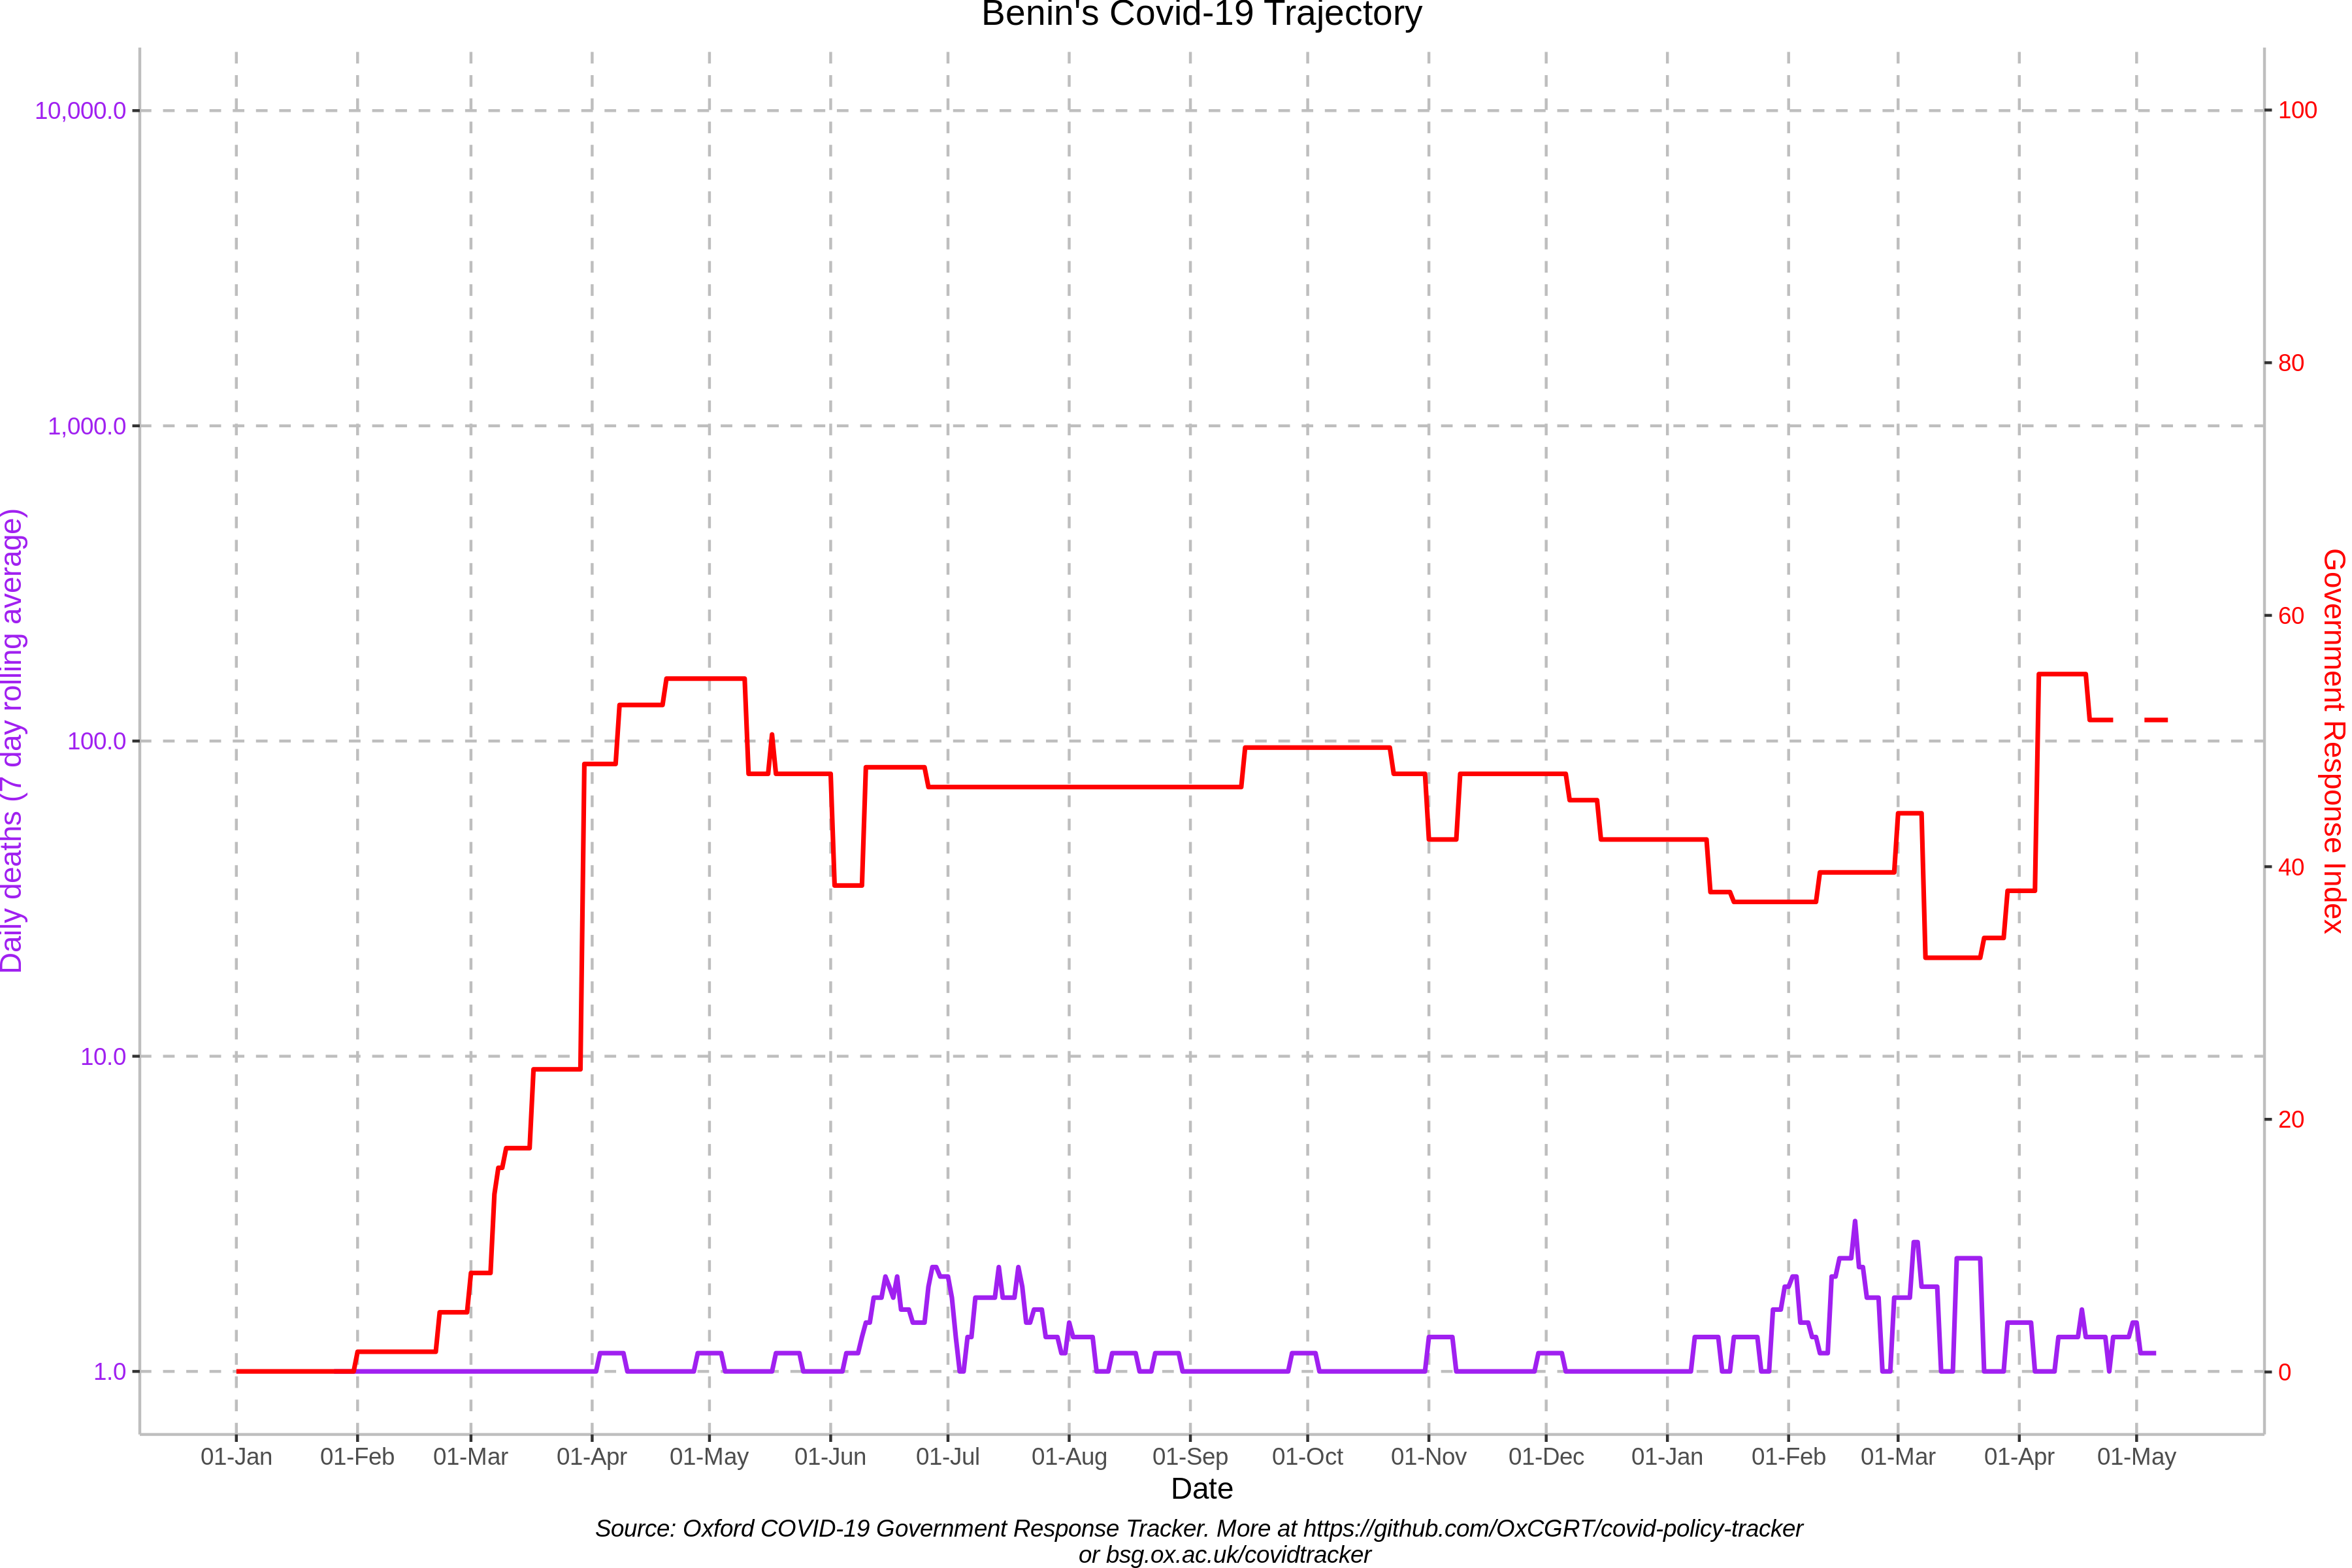 Benin's Covid-19 Trajectory
Daily deaths (7 day rolling average)
10,000.0
1,000.0
100.0
10.0
1.0
100
80
60
40
20
0
Government Response Index
01-Jan 01-Feb 01-Mar 01-Apr 01-May 01-Jun 01-Jul 01-Aug 01-Sep 01-Oct 01-Nov 01-Dec 01-Jan 01-Feb 01-Mar 01-Apr 01-May
Date
Source: Oxford COVID-19 Government Response Tracker. More at https://github.com/OxCGRT/covid-policy-tracker
or bsg.ox.ac.uk/covidtracker